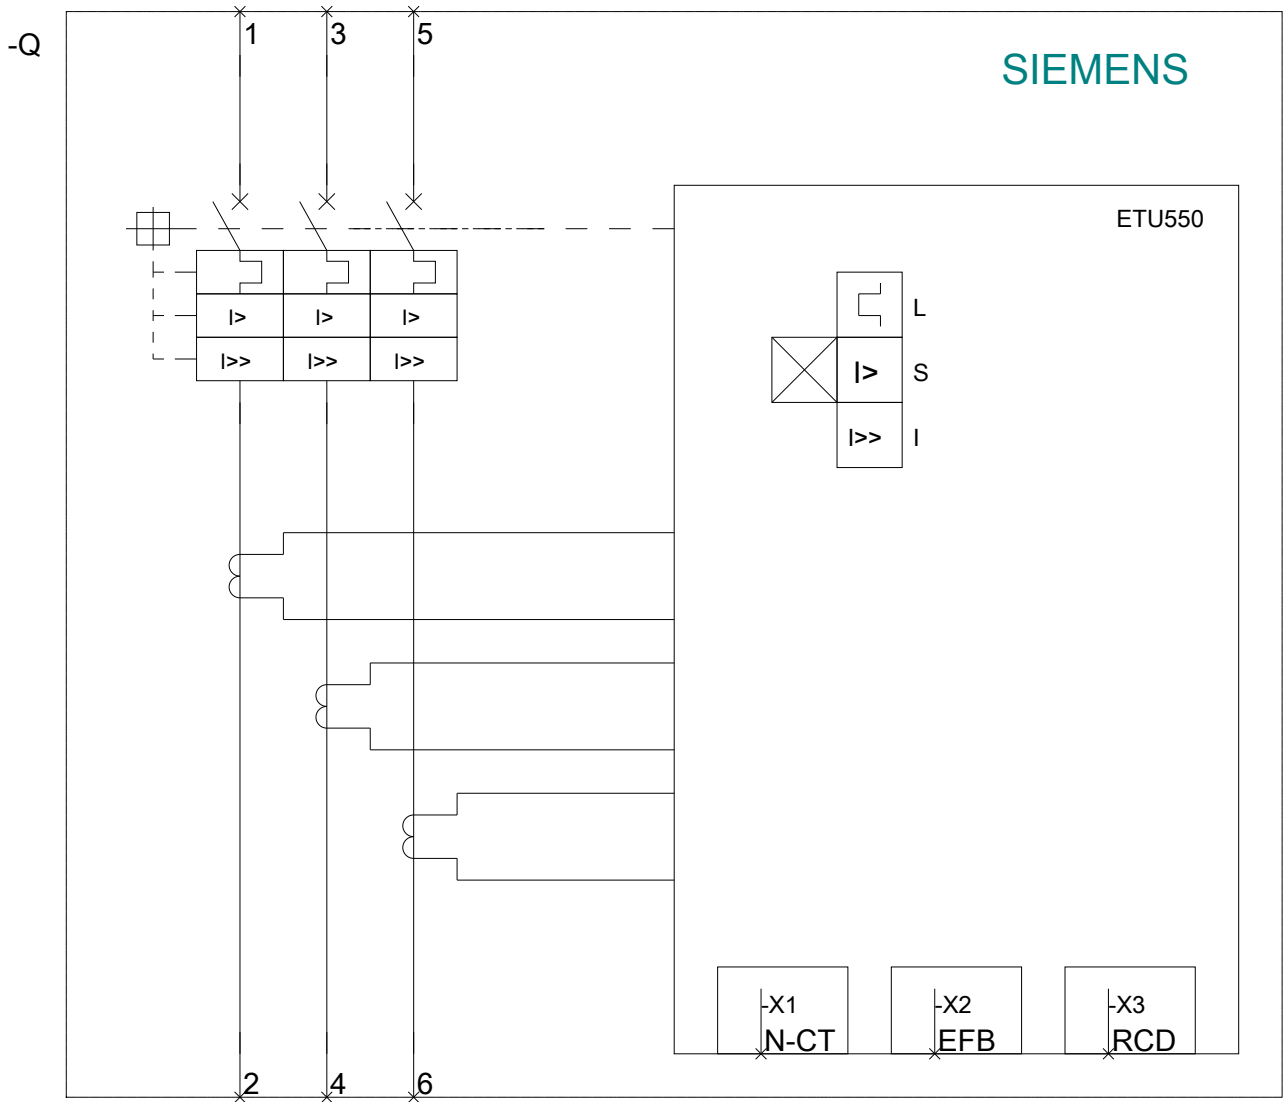 1 3 5
-Q
SIEMENS
ETU550
I> I> I>
I>> I>> I>>
L
I> S
I>> I
-X1 -X2 -X3
N-CT EFB RCD
2 4 6